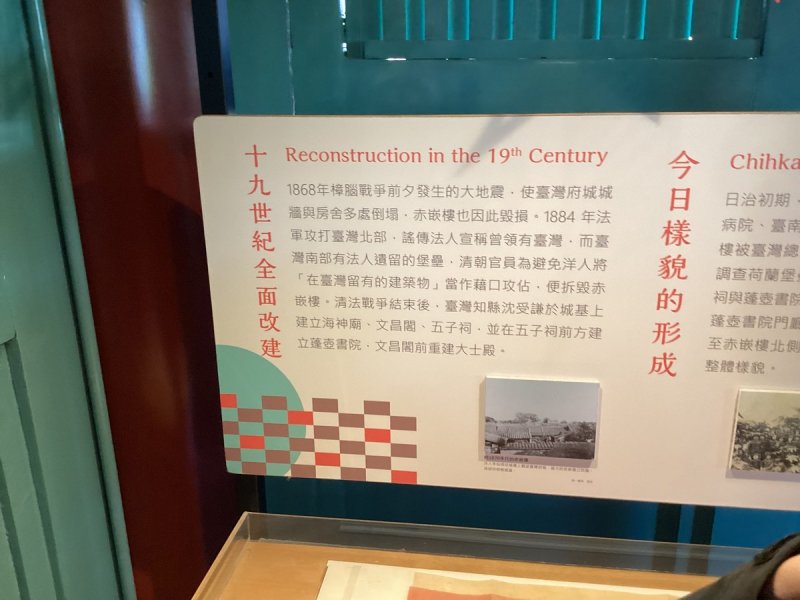 十九世紀全面改建
Reconstruction in the 19th Century
1868年樟腦戰爭前夕發生的大地震，使臺灣府城城
牆與房舍多處倒塌，赤嵌樓也因此毀損。1884 年法
軍攻打臺灣北部，謠傳法人宣稱曾領有臺灣，而臺
灣南部有法人遺留的堡壘，清朝官員為避免洋人將
「在臺灣留有的建築物」當作藉口攻佔，便拆毀赤
嵌樓。清法戰爭結束後，臺灣知縣沈受謙於城基上
建立海神廟、文昌閣、五子祠，並在五子祠前方建
立蓬壺書院，文昌閣前重建大士殿。
今日樣貌的形成
Chihka
日治初期，
病院、臺南
樓被臺灣總
調查荷蘭堡
祠與蓬壺書院
蓬壺書院門廳
至赤嵌樓北側
整體樣貌。